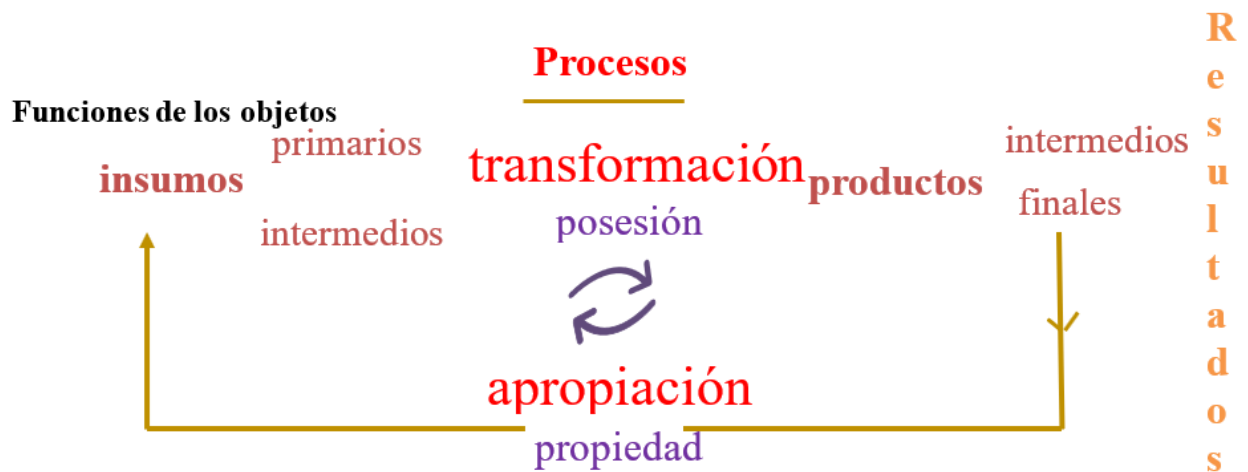 Procesos
Funciones de los objetos
primarios
insumos
intermedios
transformación
posesión
productos
intermedios
finales
apropiación
propiedad
Resultados